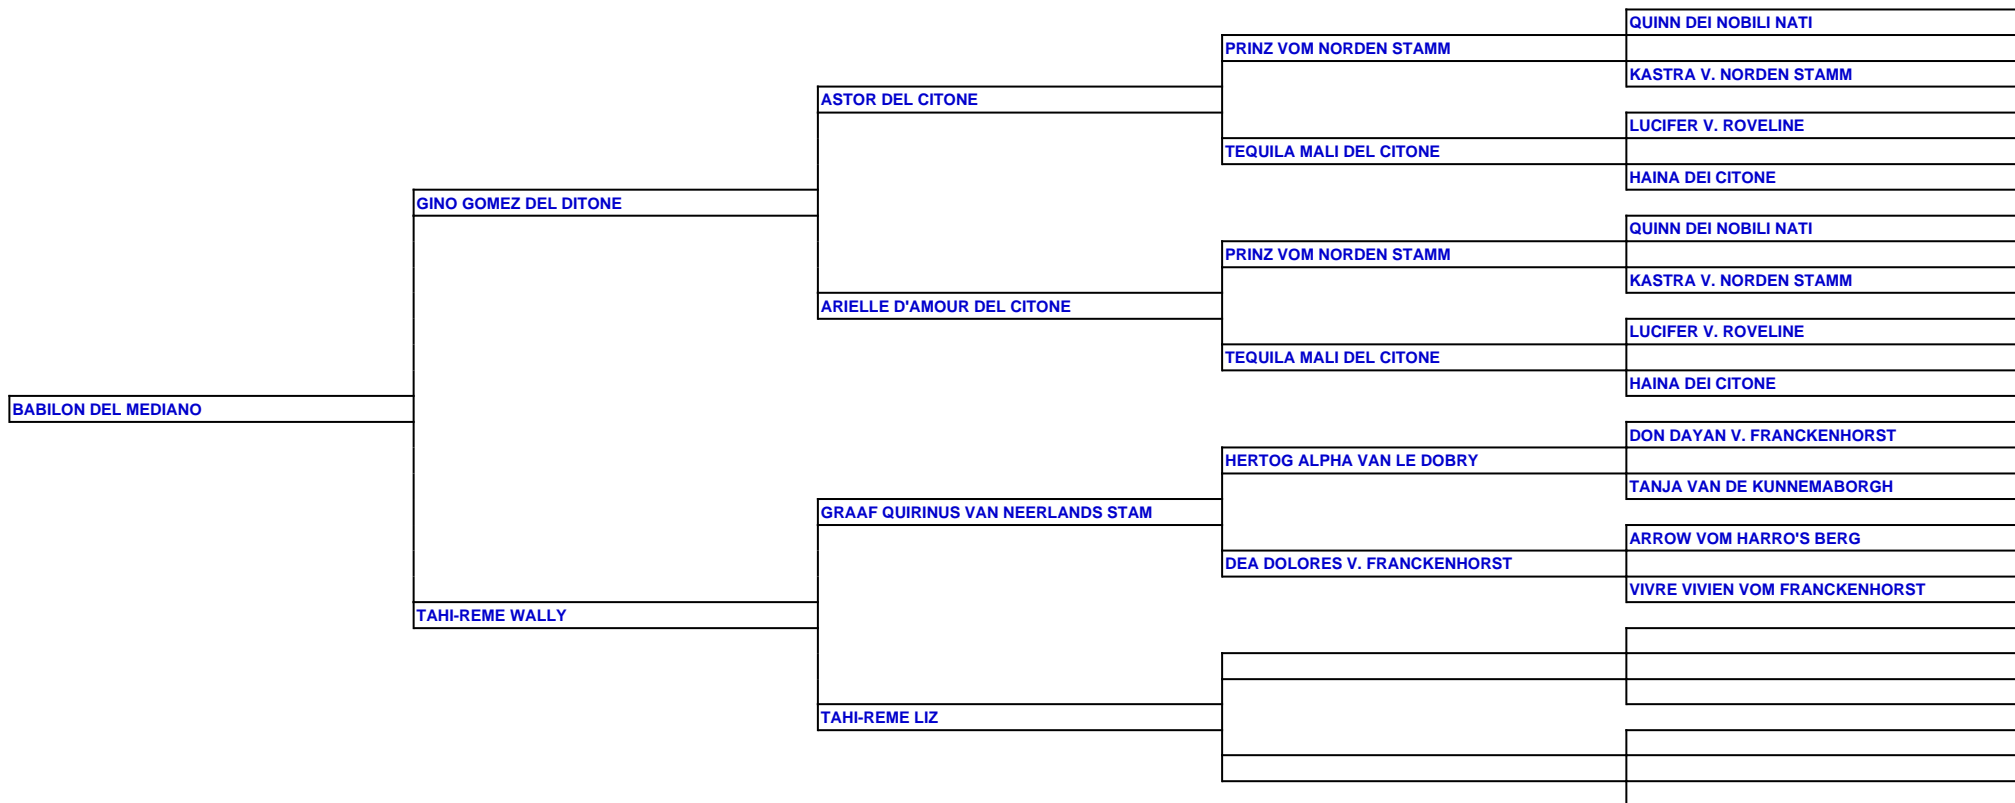 QUINN DEI NOBILI NATI
PRINZ VOM NORDEN STAMM
KASTRA V. NORDEN STAMM
ASTOR DEL CITONE
LUCIFER V. ROVELINE
TEQUILA MALI DEL CITONE
HAINA DEI CITONE
GINO GOMEZ DEL DITONE
QUINN DEI NOBILI NATI
PRINZ VOM NORDEN STAMM
KASTRA V. NORDEN STAMM
ARIELLE D'AMOUR DEL CITONE
LUCIFER V. ROVELINE
TEQUILA MALI DEL CITONE
HAINA DEI CITONE
BABILON DEL MEDIANO
DON DAYAN V. FRANCKENHORST
HERTOG ALPHA VAN LE DOBRY
TANJA VAN DE KUNNEMABORGH
GRAAF QUIRINUS VAN NEERLANDS STAM
ARROW VOM HARRO'S BERG
DEA DOLORES V. FRANCKENHORST
VIVRE VIVIEN VOM FRANCKENHORST
TAHI-REME WALLY
TAHI-REME LIZ